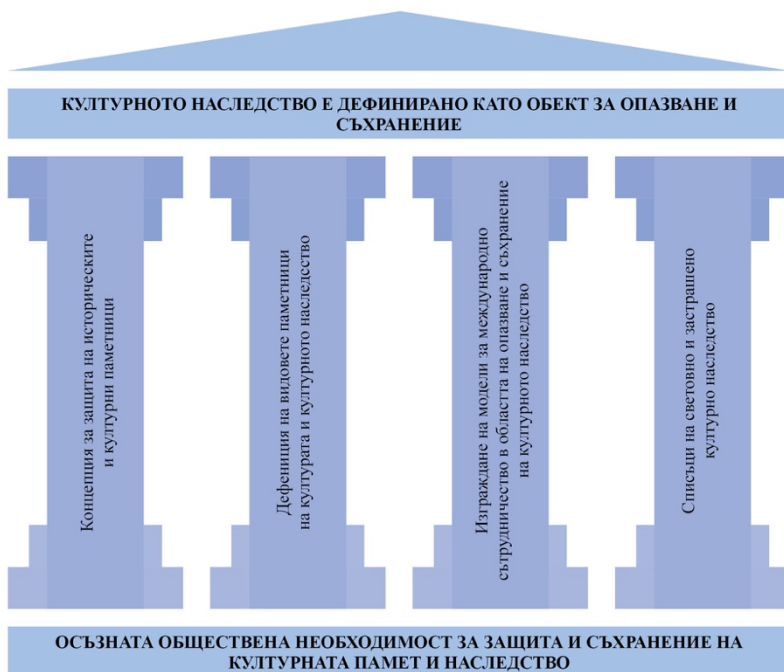 КУЛТУРНОТО НАСЛЕДСТВО Е ДЕФИНИРАНО КАТО ОБЕКТ ЗА ОПАЗВАНЕ И
СЪХРАНЕНИЕ
Концепция за защита на историческите
и културни паметници
Дефениция на видовете паметници
на културата и културното наследсство
Изграждане на модели за международно
сътрудничество в областта на опазване и съхранение
на културното наследство
Списъци на световно и застрашено
културно наследство
ОСЪЗНАТА ОБЩЕСТВЕНА НЕОБХОДИМОСТ ЗА ЗАЩИТА И СЪХРАНЕНИЕ НА
КУЛТУРНАТА ПАМЕТ И НАСЛЕДСТВО